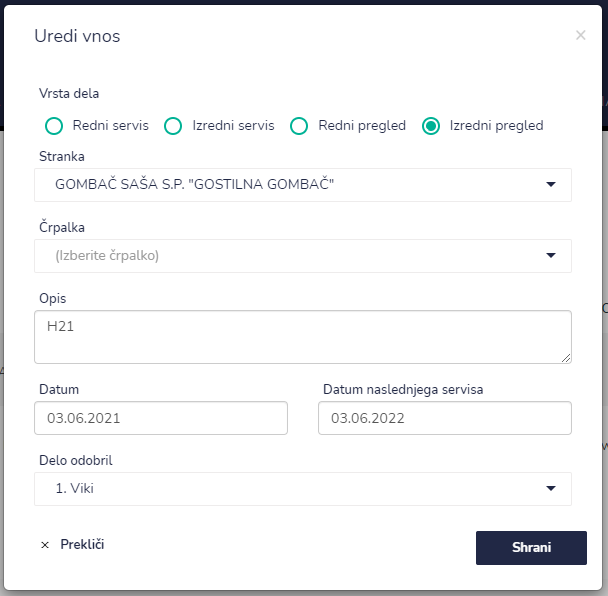 Uredi vnos
×
Vrsta dela
Redni servis Izredni servis Redni pregled Izredni pregled
Stranka
GOMBAČ SAŠA S.P. "GOSTILNA GOMBAČ"
Črpalka
(Izberite črpalko)
Opis
H21
Datum Datum naslednjega servisa
03.06.2021 03.06.2022
Delo odobril
1. Viki
× Prekliči Shrani